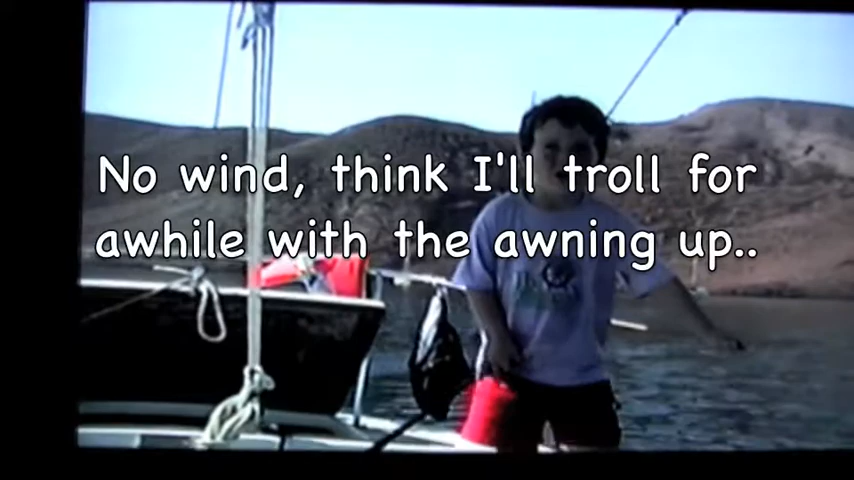 No wind, think I'll troll for
awhile with the awning up..